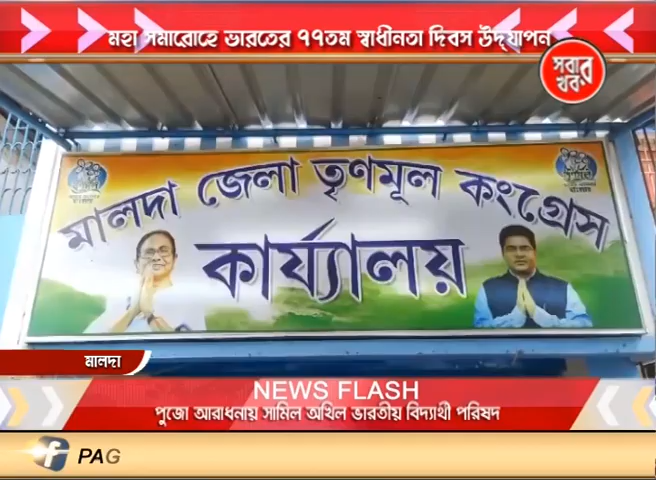 মহা সমারোহে ভারতের ৭৭তম স্বাধীনতা দিবস উদযাপন
সবার
খবর
মালদা জেলা তৃণমূল কংগ্রেস
কার্য্যালয়
মালদা
NEWS FLASH
পুজো আরাধনায় সামিল অখিল ভারতীয় বিদ্যার্থী পরিষদ
f PAG